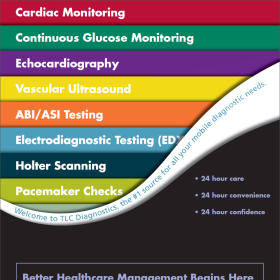 Cardiac Monitoring
Continuous Glucose Monitoring
Echocardiography
Vascular Ultrasound
ABI/ASI Testing
Electrodiagnostic Testing (ED
Holter Scanning
Pacemaker Checks
Welcome to TLC Diagnostics, the #1 source for all your mobile diagnostic needs.
• 24 hour care
• 24 hour convenience
• 24 hour confidence
Better Healthcare Management Begins Here